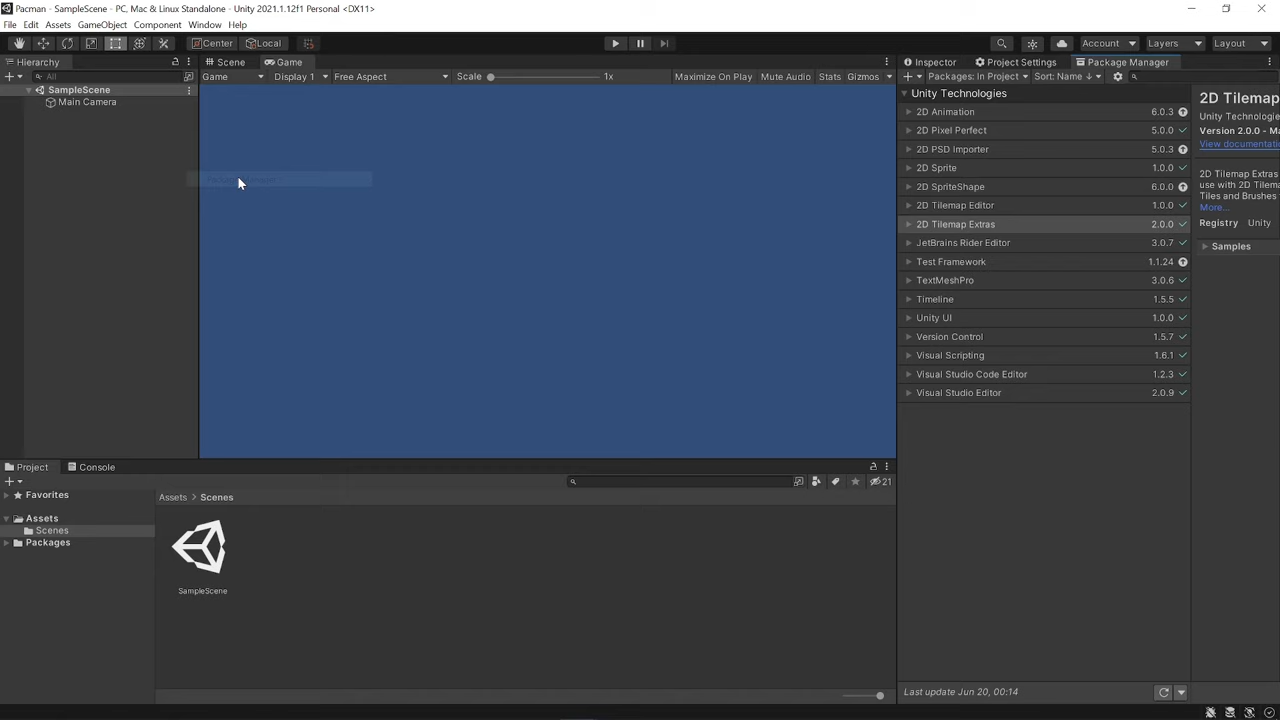 Pacman - SampleScene - PC, Mac & Linux Standalone - Unity 2021.1.12f1 Personal <DX11>
File Edit Assets GameObject Component Window Help
Center Local Account Layers Layout
Hierarchy Scene Game Inspector Project Settings Package Manager
All Game Display 1 Free Aspect Scale 1x Maximize On Play Mute Audio Stats Gizmos Packages: In Project Sort: Name ↓
SampleScene
Main Camera
Unity Technologies
2D Animation 6.0.3
2D Pixel Perfect 5.0.0
2D PSD Importer 5.0.3
2D Sprite 1.0.0
2D SpriteShape 6.0.0
2D Tilemap Editor 1.0.0
2D Tilemap Extras 2.0.0
JetBrains Rider Editor 3.0.7
Test Framework 1.1.24
TextMeshPro 3.0.6
Timeline 1.5.5
Unity UI 1.0.0
Version Control 1.5.7
Visual Scripting 1.6.1
Visual Studio Code Editor 1.2.3
Visual Studio Editor 2.0.9
Last update Jun 20, 00:14
2D Tilemap
Unity Technologie
Version 2.0.0 - Ma
View documentatio
2D Tilemap Extras
use with 2D Tilema
Tiles and Brushes
More...
Registry Unity
Samples
Project Console
21
Favorites
Assets
Scenes
Packages
Assets > Scenes
SampleScene